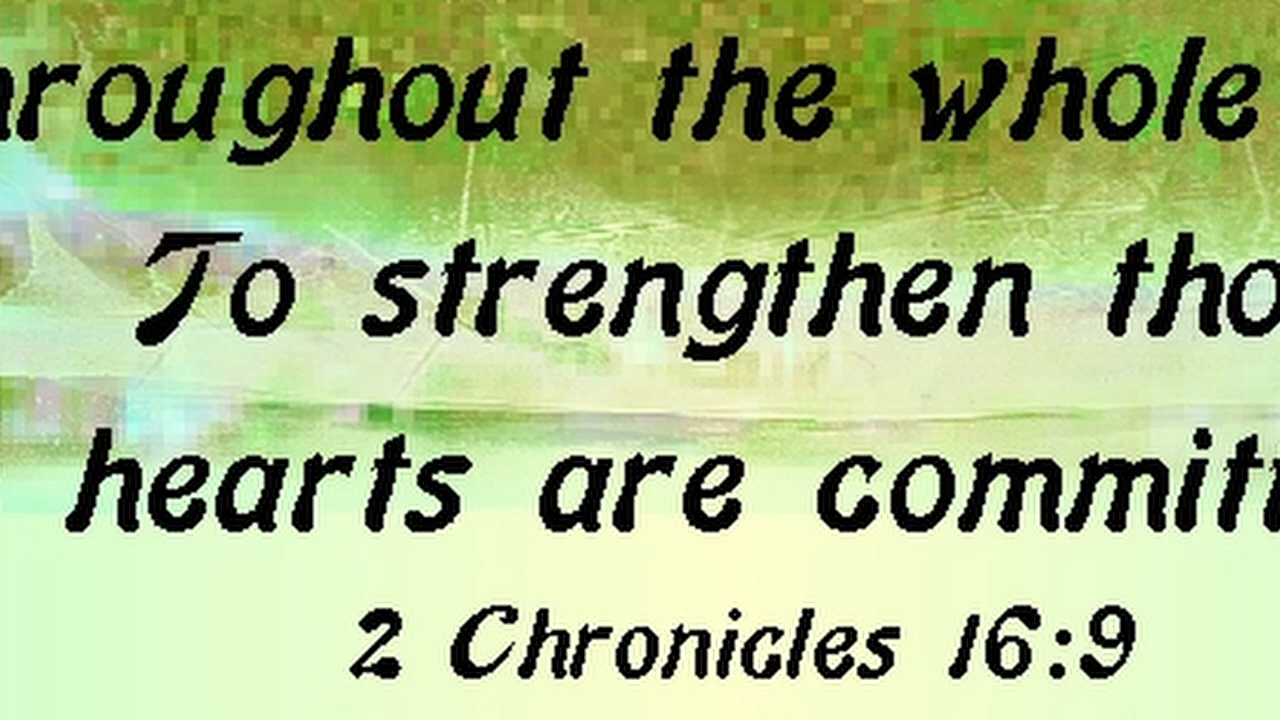 roughout the whole
To strengthen tho
hearts are commit
2 Chronicles 16:9